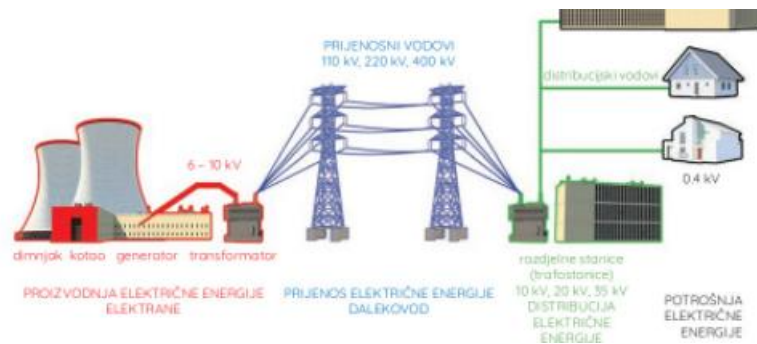 PRIJENOSNI VODOVI
110 kV, 220 kV, 400 kV
distribucijski vodovi
6 – 10 kV
0.4 kV
dimnjak kotao generator transformator
razdjelne stanice
(trafostanice)
10 kV, 20 kV, 35 kV
DISTRIBUCIJA
ELEKTRIČNE
ENERGIJE
PROIZVODNJA ELEKTRIČNE ENERGIJE
ELEKTRANE
PRIJENOS ELEKTRIČNE ENERGIJE
DALEKOVOD
POTROŠNJA
ELEKTRIČNE
ENERGIJE